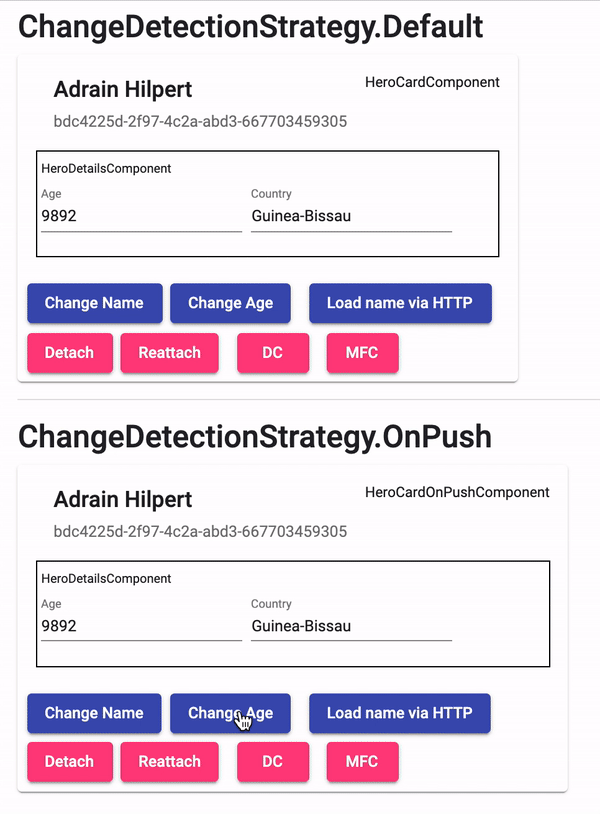 ChangeDetectionStrategy.Default
Adrain Hilpert HeroCardComponent
bdc4225d-2f97-4c2a-abd3-667703459305
HeroDetailsComponent
Age Country
9892 Guinea-Bissau
Change Name Change Age Load name via HTTP
Detach Reattach DC MFC
ChangeDetectionStrategy.OnPush
Adrain Hilpert HeroCardOnPushComponent
bdc4225d-2f97-4c2a-abd3-667703459305
HeroDetailsComponent
Age Country
9892 Guinea-Bissau
Change Name Change Age Load name via HTTP
Detach Reattach DC MFC